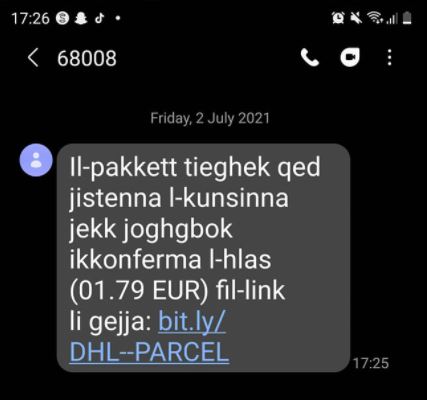 17:26
68008
Friday, 2 July 2021
Il-pakkett tieghek qed
jistenna l-kunsinna
jekk joghgbok
ikkonferma l-hlas
(01.79 EUR) fil-link
li gejja: bit.ly/
DHL--PARCEL
17:25